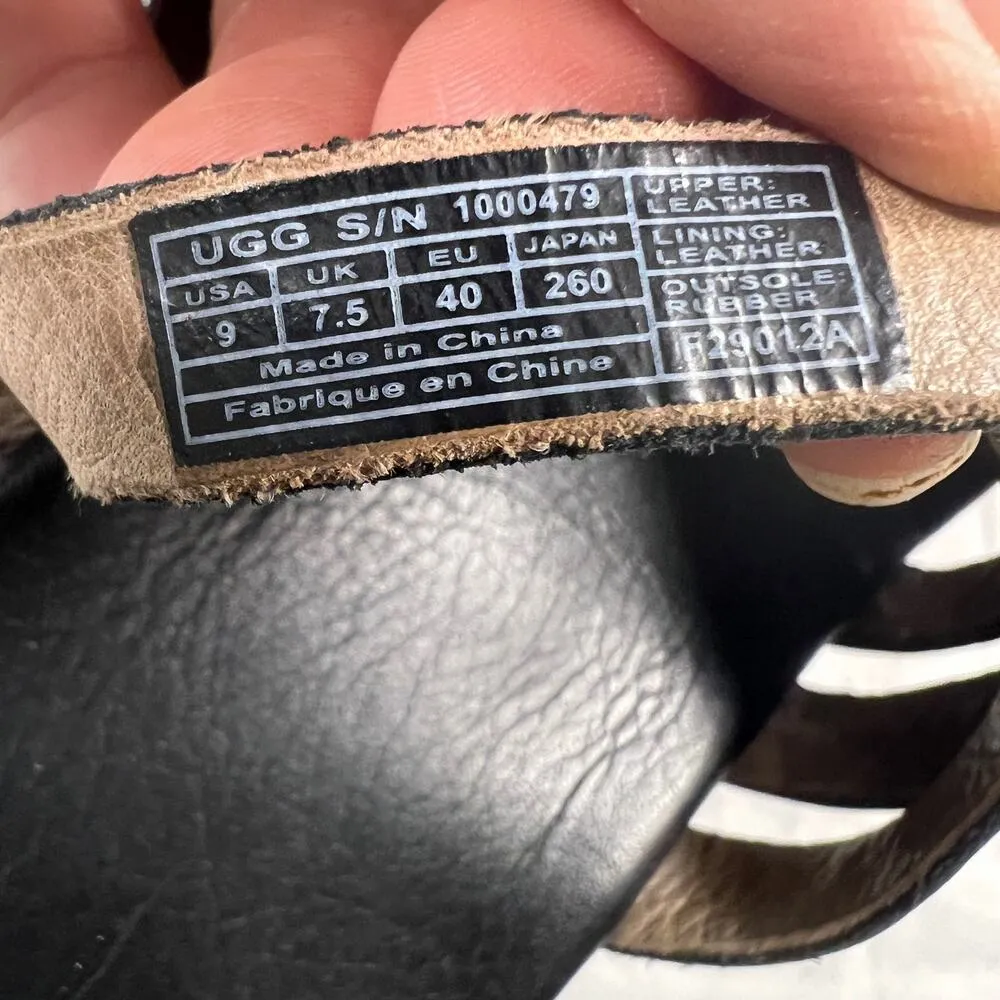 UGG S/N 1000479
USA UK EU JAPAN
9 7.5 40 260
Made in China
Fabrique en Chine
UPPER:
LEATHER
LINING:
LEATHER
OUTSOLE:
RUBBER
F29012A